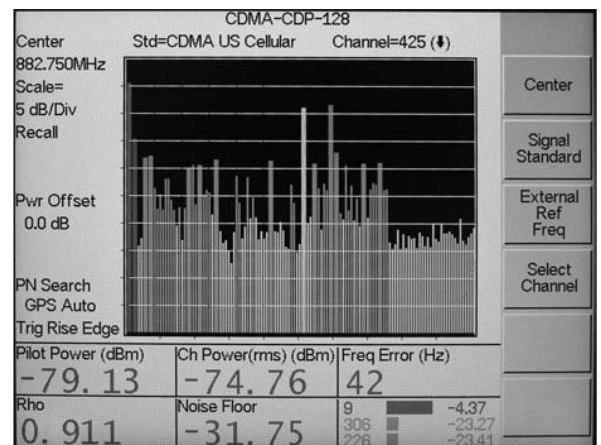 CDMA-CDP-128
Center
Std=CDMA US Cellular
Channel=425 (⬇)
882.750MHz
Scale=
5 dB/Div
Recall
Pwr Offset
0.0 dB
PN Search
GPS Auto
Trig Rise Edge
Center
Signal
Standard
External
Ref
Freq
Select
Channel
Pilot Power (dBm)
Ch Power(rms) (dBm)
Freq Error (Hz)
-79.13
-74.76
42
Rho
Noise Floor
0.911
-31.75
9 -4.37
306 -23.27
226 -23.41